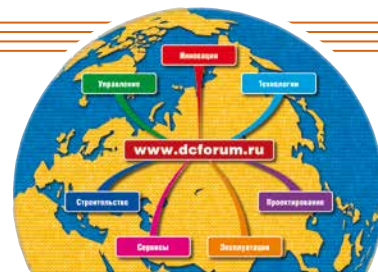 Инновации
Управление
Технологии
www.dcforum.ru
Строительство
Проектирование
Сервисы
Эксплуатация